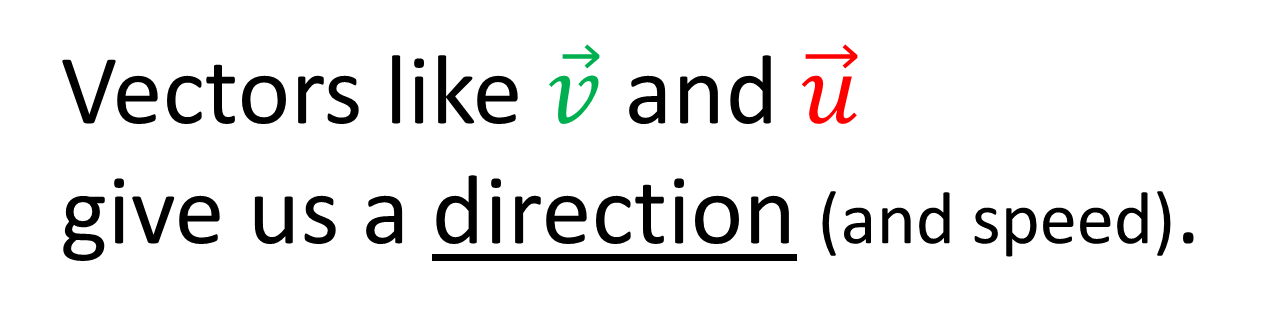 Vectors like v⃗ and u⃗
give us a direction (and speed).